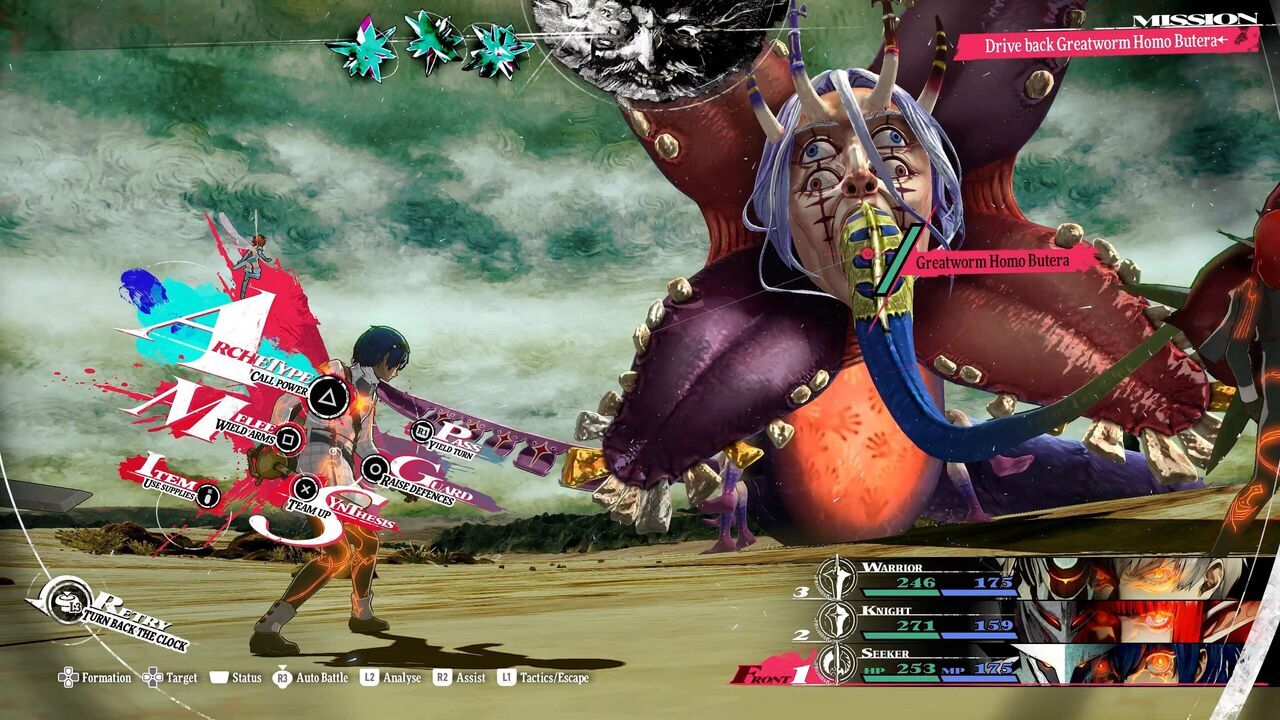 MISSION
Drive back Greatworm Homo Butera
Greatworm Homo Butera
ARCHETYPE
CALL POWER
MELEE
WIELD ARMS
R1
PASS
YIELD TURN
ITEM
USE SUPPLIES
GUARD
RAISE DEFENCES
SYNTHESIS
TEAM UP
RETRY
TURN BACK THE CLOCK
L3
3 WARRIOR
246 175
2 KNIGHT
271 159
FRONT 1 SEEKER
HP 253 MP 175
Formation Target R3 Auto Battle L2 Analyse R2 Assist L1 Tactics/Escape